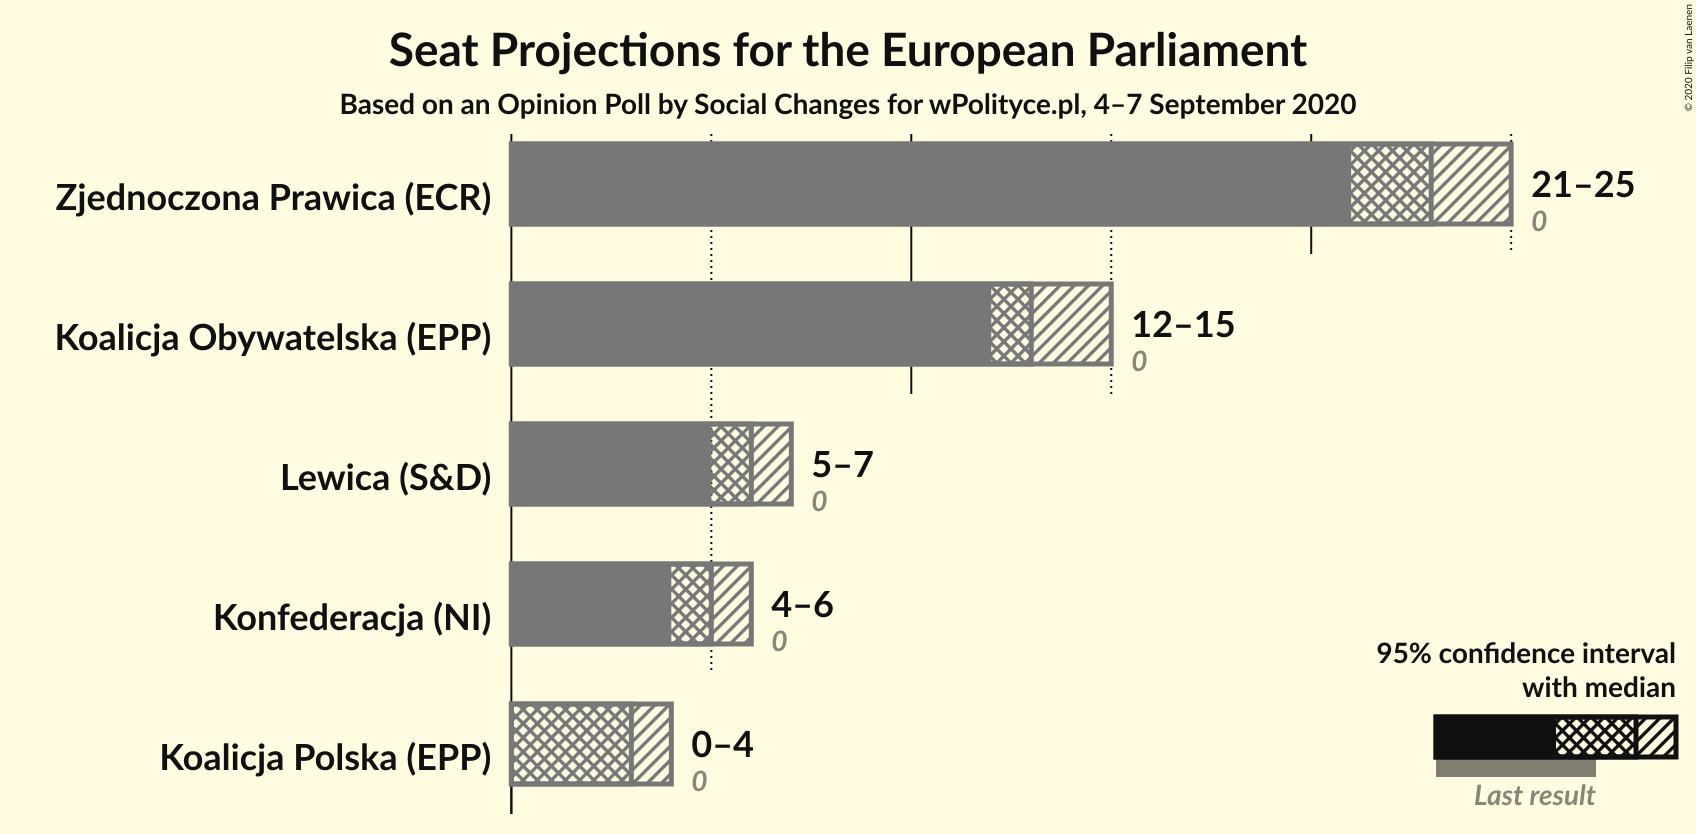 Seat Projections for the European Parliament
Based on an Opinion Poll by Social Changes for wPolityce.pl, 4–7 September 2020
© 2020 Filip van Laenen
Zjednoczona Prawica (ECR)
21–25
0
Koalicja Obywatelska (EPP)
12–15
0
Lewica (S&D)
5–7
0
Konfederacja (NI)
4–6
0
Koalicja Polska (EPP)
0–4
0
95% confidence interval
with median
Last result